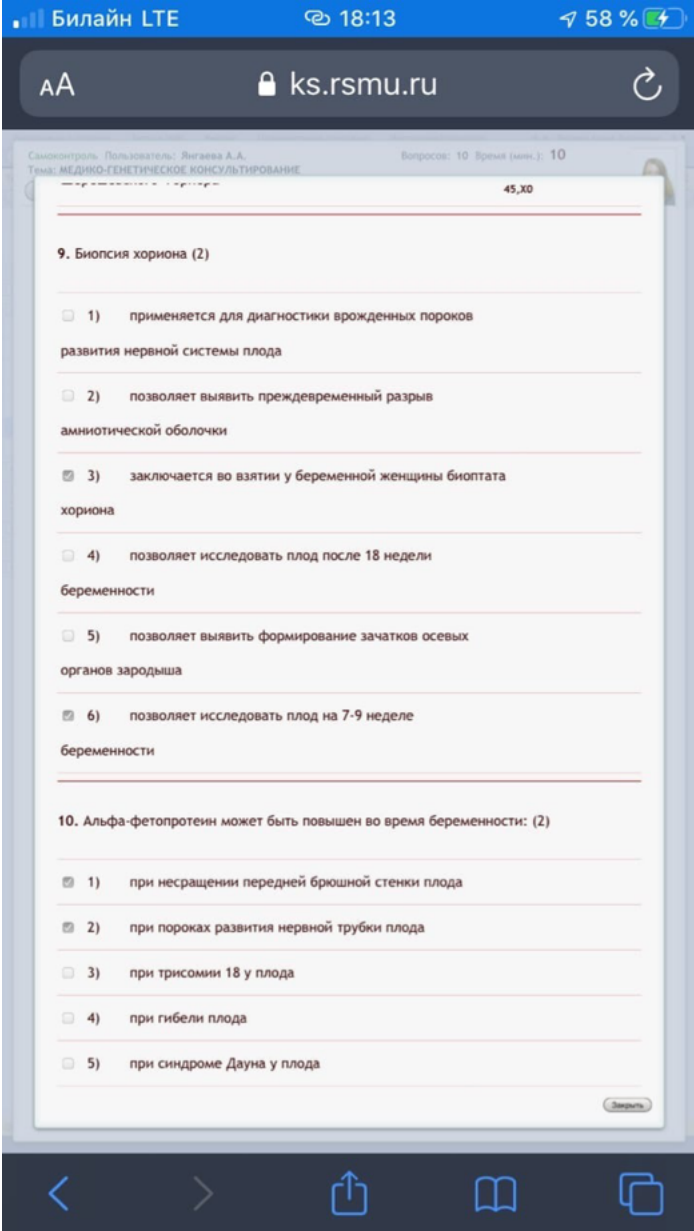 Билайн LTE 18:13 58 %
AA ks.rsmu.ru
Самоконтроль Пользователь: Янгаева А.А. Вопросов: 10 Время (мин.): 10
Тема: МЕДИКО-ГЕНЕТИЧЕСКОЕ КОНСУЛЬТИРОВАНИЕ
45,X0
9. Биопсия хориона (2)
1) применяется для диагностики врожденных пороков
развития нервной системы плода
2) позволяет выявить преждевременный разрыв
амниотической оболочки
3) заключается во взятии у беременной женщины биоптата
хориона
4) позволяет исследовать плод после 18 недели
беременности
5) позволяет выявить формирование зачатков осевых
органов зародыша
6) позволяет исследовать плод на 7-9 неделе
беременности
10. Альфа-фетопротеин может быть повышен во время беременности: (2)
1) при несращении передней брюшной стенки плода
2) при пороках развития нервной трубки плода
3) при трисомии 18 у плода
4) при гибели плода
5) при синдроме Дауна у плода
Закрыть